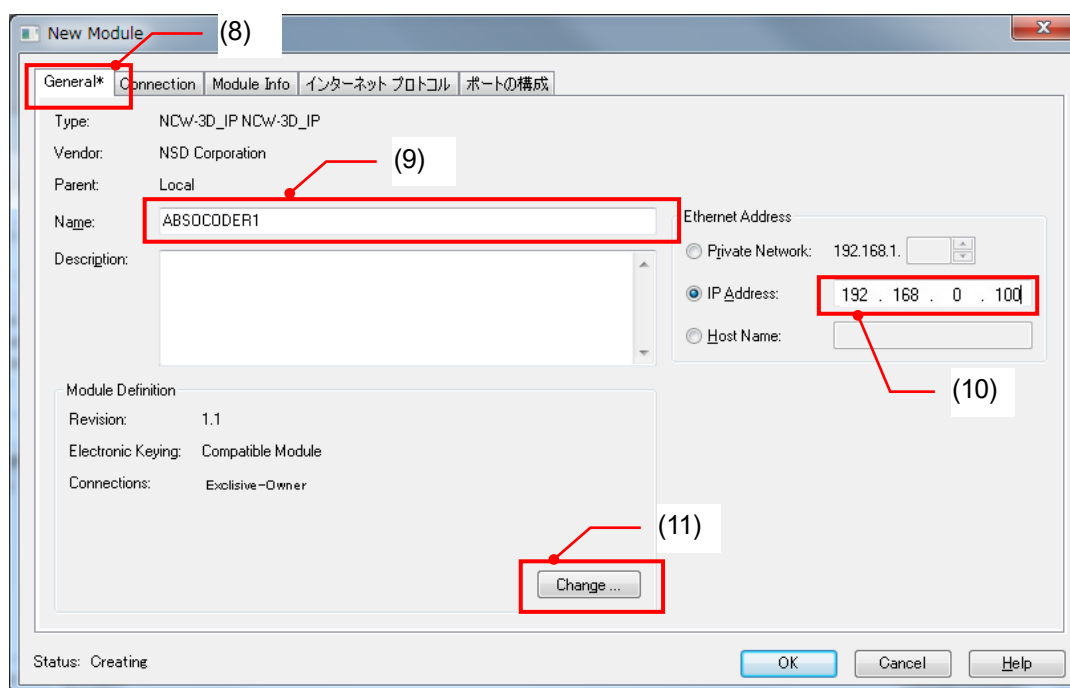 New Module
(8)
General* Connection Module Info インターネット プロトコル ポートの構成
Type: NCW-3D_IP NCW-3D_IP
Vendor: NSD Corporation
(9)
Parent: Local
Name: ABSOCODER1
Description:
Ethernet Address
Private Network: 192.168.1.
IP Address: 192 . 168 . 0 . 100
Host Name:
(10)
Module Definition
Revision: 1.1
Electronic Keying: Compatible Module
Connections: Exclisive-Owner
(11)
Change ...
Status: Creating
OK Cancel Help